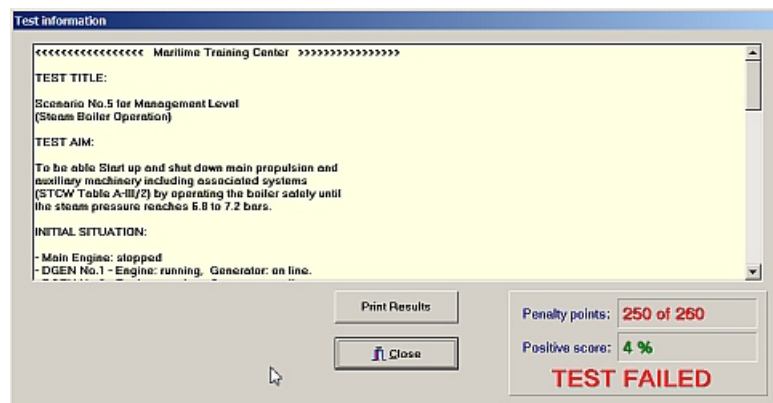 Test information
<<<<<<<<<<<<<<<<< Maritime Training Center >>>>>>>>>>>>>>>>
TEST TITLE:
Scenario No.5 for Management Level
(Steam Boiler Operation)
TEST AIM:
To be able Start up and shut down main propulsion and
auxiliary machinery including associated systems
(STCW Table A-III/2) by operating the boiler safely until
the steam pressure reaches 6.8 to 7.2 bars.
INITIAL SITUATION:
- Main Engine: stopped
- DGEN No.1 - Engine: running, Generator: on line.
Print Results
Close
Penalty points: 250 of 260
Positive score: 4 %
TEST FAILED